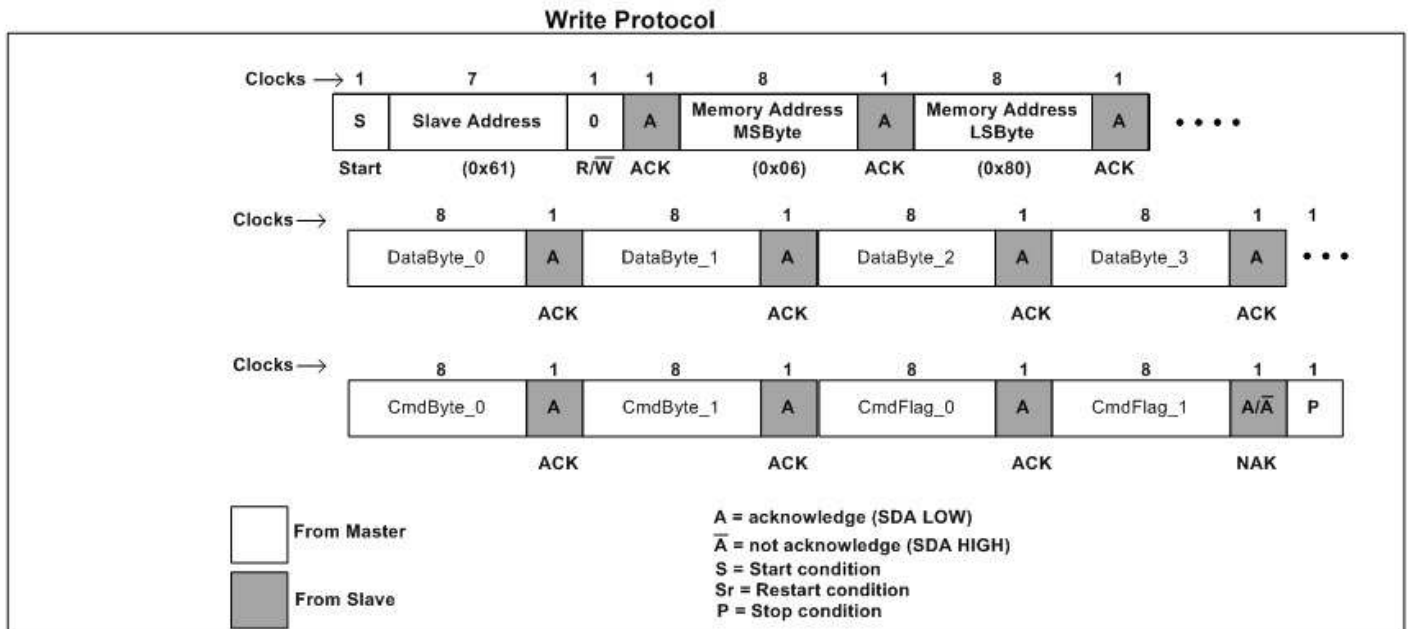 Write Protocol
Clocks → 1 7 1 1 8 1 8 1
S Slave Address 0 A Memory Address MSByte A Memory Address LSByte A • • • •
Start (0x61) R/W̅ ACK (0x06) ACK (0x80) ACK
Clocks → 8 1 8 1 8 1 8 1 1
DataByte_0 A DataByte_1 A DataByte_2 A DataByte_3 A • • •
ACK ACK ACK ACK
Clocks → 8 1 8 1 8 1 8 1 1
CmdByte_0 A CmdByte_1 A CmdFlag_0 A CmdFlag_1 A/A̅ P
ACK ACK ACK NAK
From Master
From Slave
A = acknowledge (SDA LOW)
A̅ = not acknowledge (SDA HIGH)
S = Start condition
Sr = Restart condition
P = Stop condition